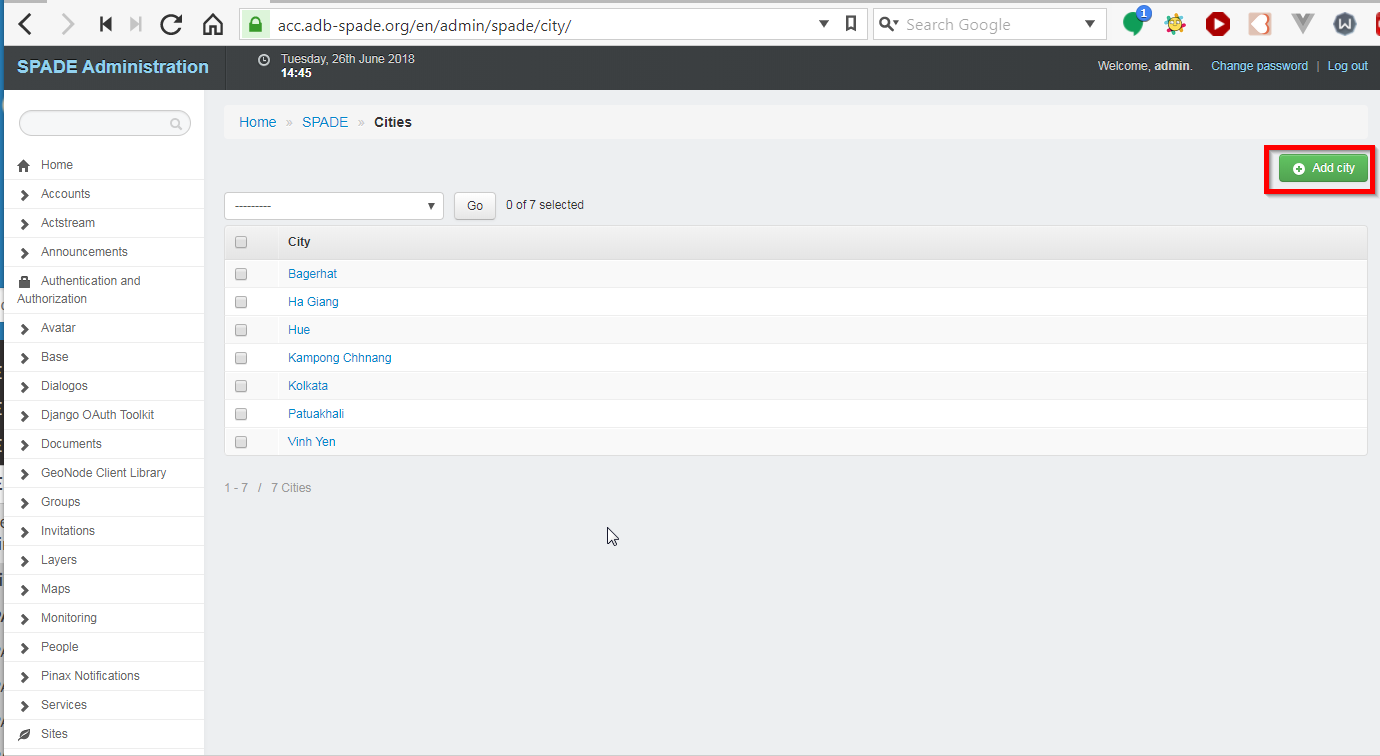 acc.adb-spade.org/en/admin/spade/city/
Search Google
1
SPADE Administration
Tuesday, 26th June 2018
14:45
Welcome, admin. Change password | Log out
Home » SPADE » Cities
Add city
--------- Go 0 of 7 selected
City
Bagerhat
Ha Giang
Hue
Kampong Chhnang
Kolkata
Patuakhali
Vinh Yen
1 - 7 / 7 Cities
Home
Accounts
Actstream
Announcements
Authentication and
Authorization
Avatar
Base
Dialogos
Django OAuth Toolkit
Documents
GeoNode Client Library
Groups
Invitations
Layers
Maps
Monitoring
People
Pinax Notifications
Services
Sites